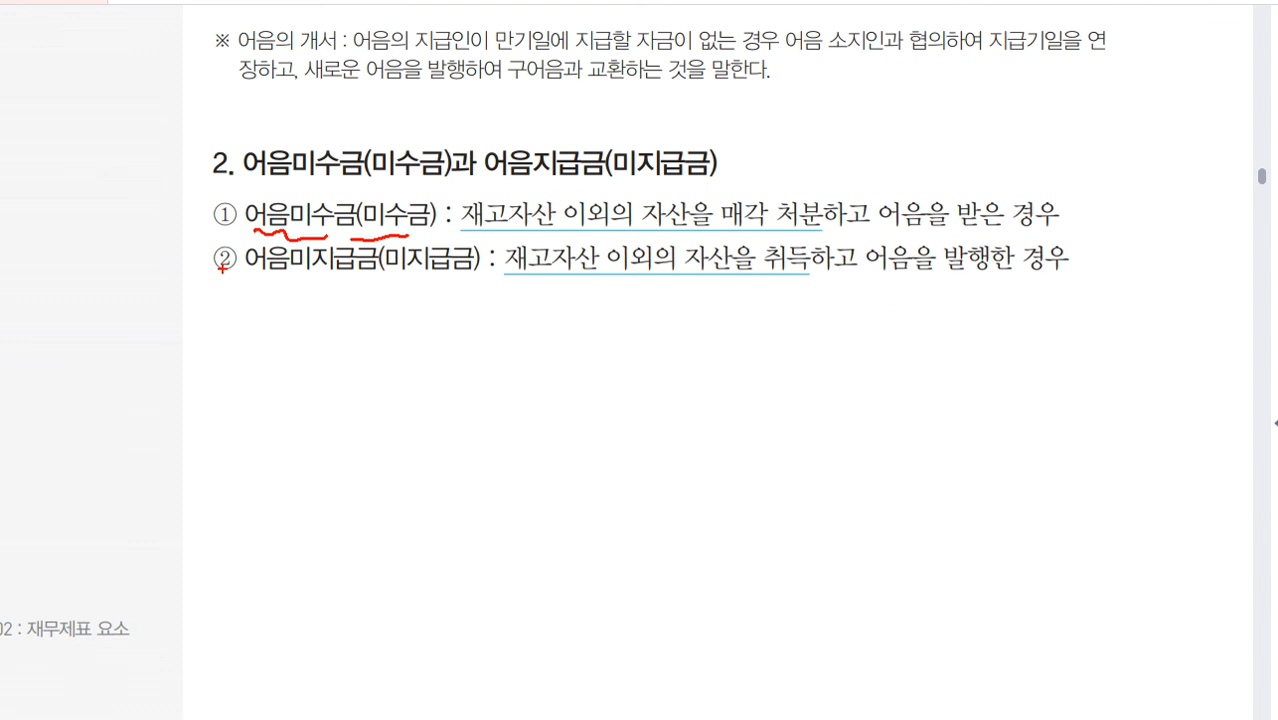 ※ 어음의 개서 : 어음의 지급인이 만기일에 지급할 자금이 없는 경우 어음 소지인과 협의하여 지급기일을 연
장하고, 새로운 어음을 발행하여 구어음과 교환하는 것을 말한다.
2. 어음미수금(미수금)과 어음지급금(미지급금)
① 어음미수금(미수금) : 재고자산 이외의 자산을 매각 처분하고 어음을 받은 경우
② 어음미지급금(미지급금) : 재고자산 이외의 자산을 취득하고 어음을 발행한 경우
02 : 재무제표 요소